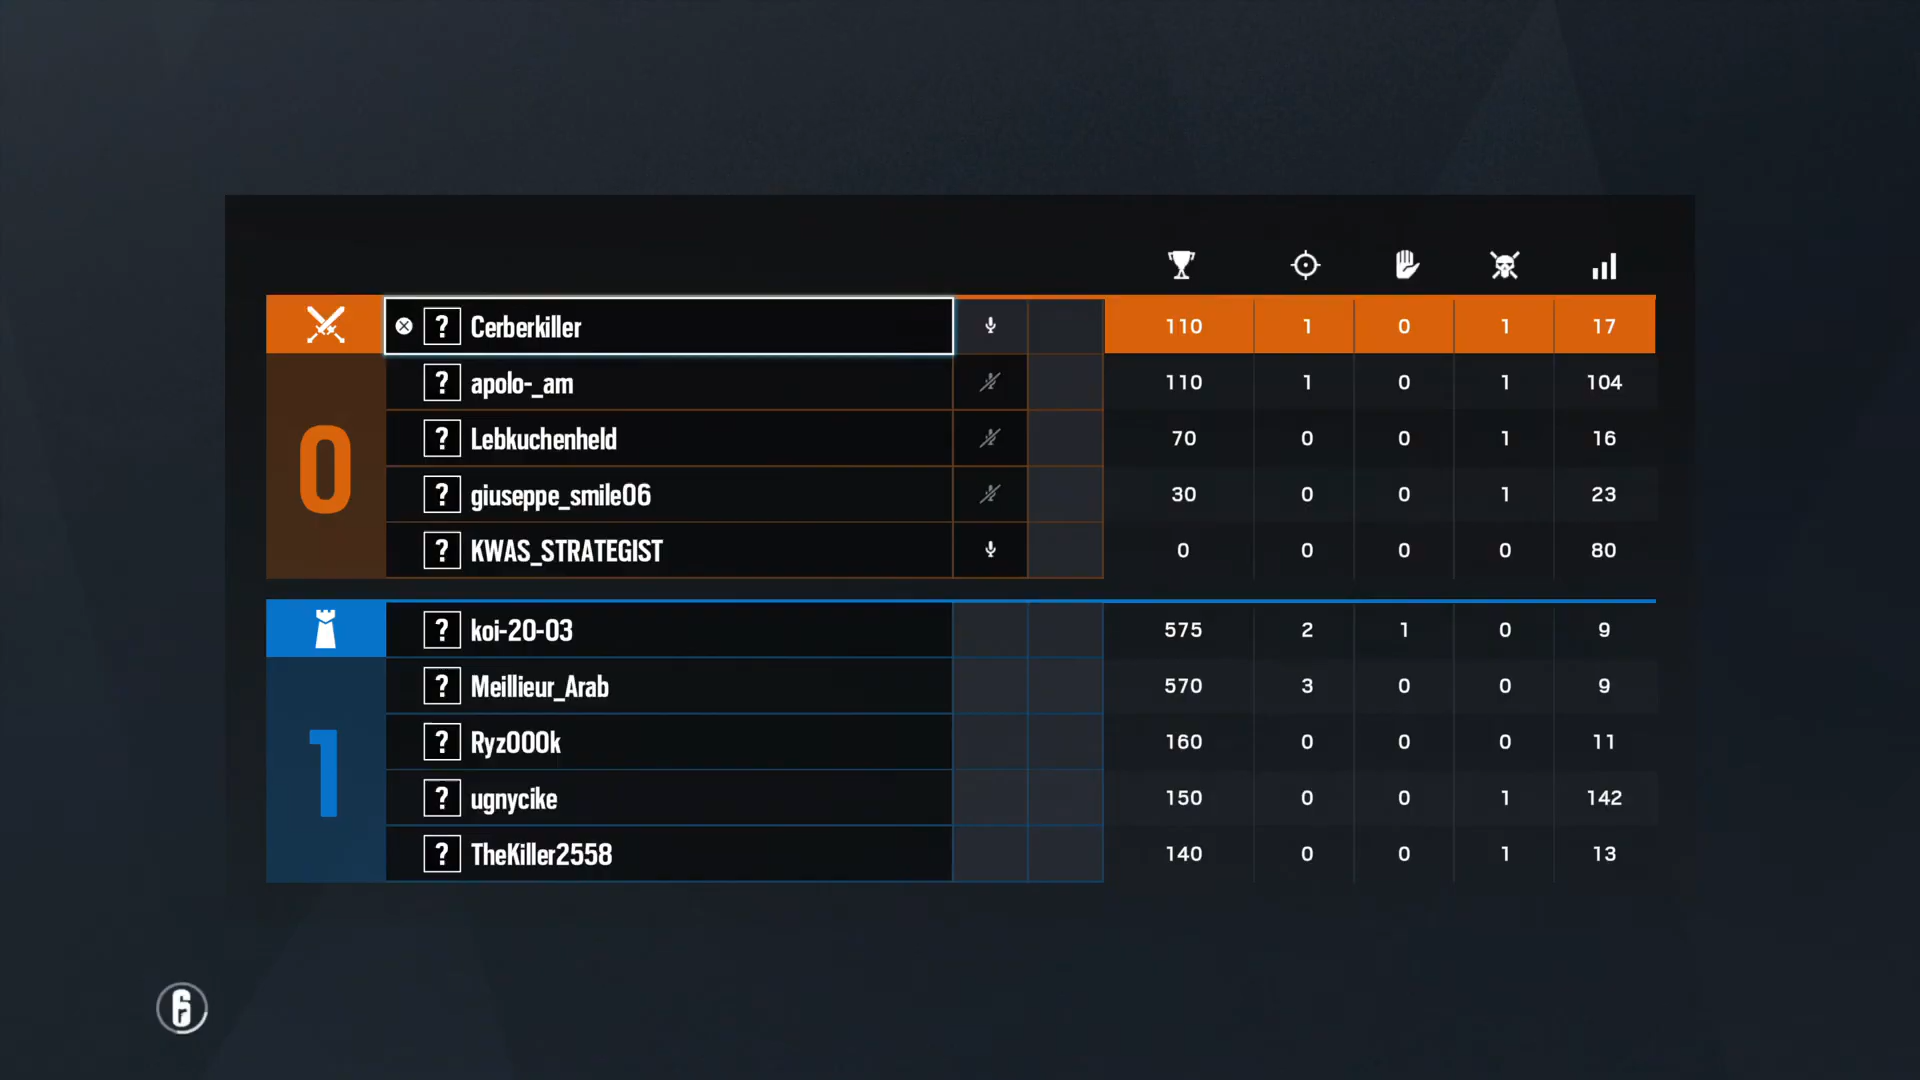 ? Cerberkiller 110 1 0 1 17
? apolo-_am 110 1 0 1 104
? Lebkuchenheld 70 0 0 1 16
? giuseppe_smile06 30 0 0 1 23
? KWAS_STRATEGIST 0 0 0 0 80
0
? koi-20-03 575 2 1 0 9
? Meillieur_Arab 570 3 0 0 9
? Ryz000k 160 0 0 0 11
? ugnycike 150 0 0 1 142
? TheKiller2558 140 0 0 1 13
1
6